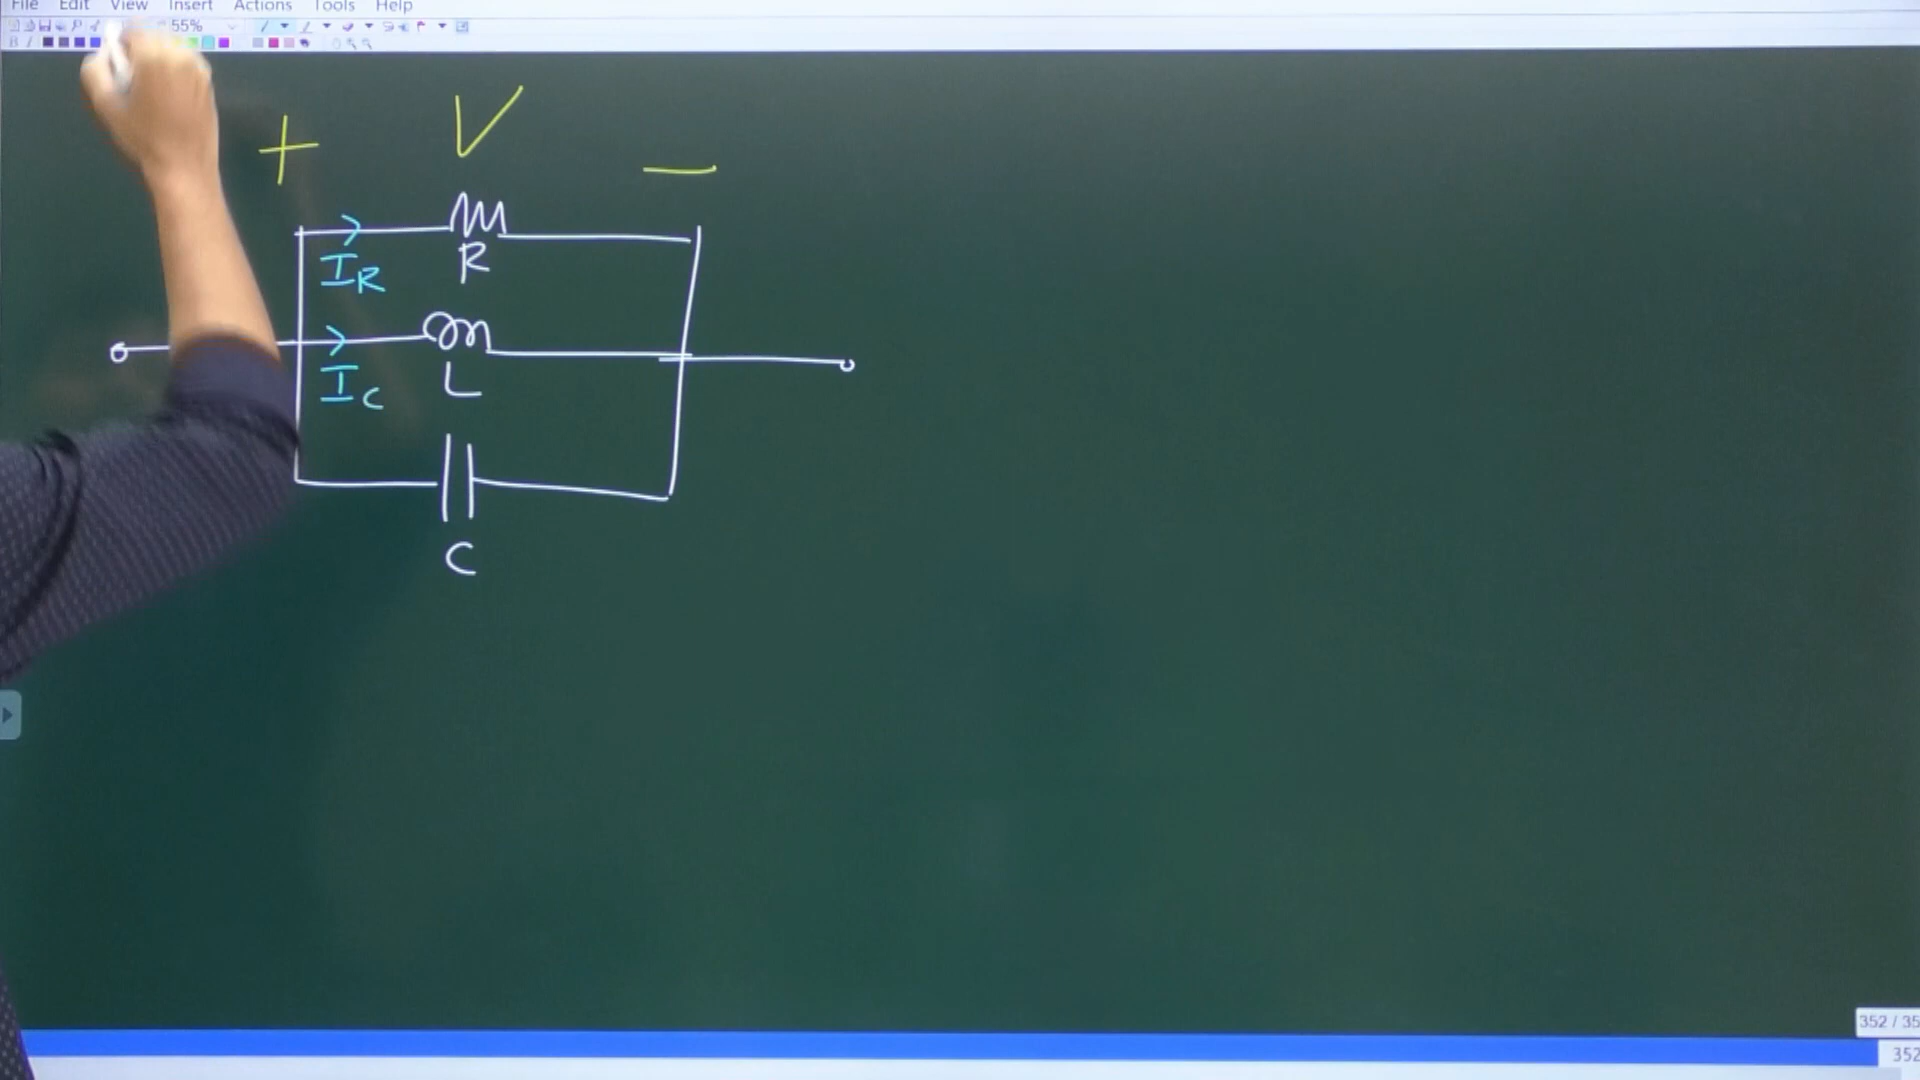 File Edit View Insert Actions Tools Help
55%
+ V −
R
I_R
I_C
L
C
352 / 35
352